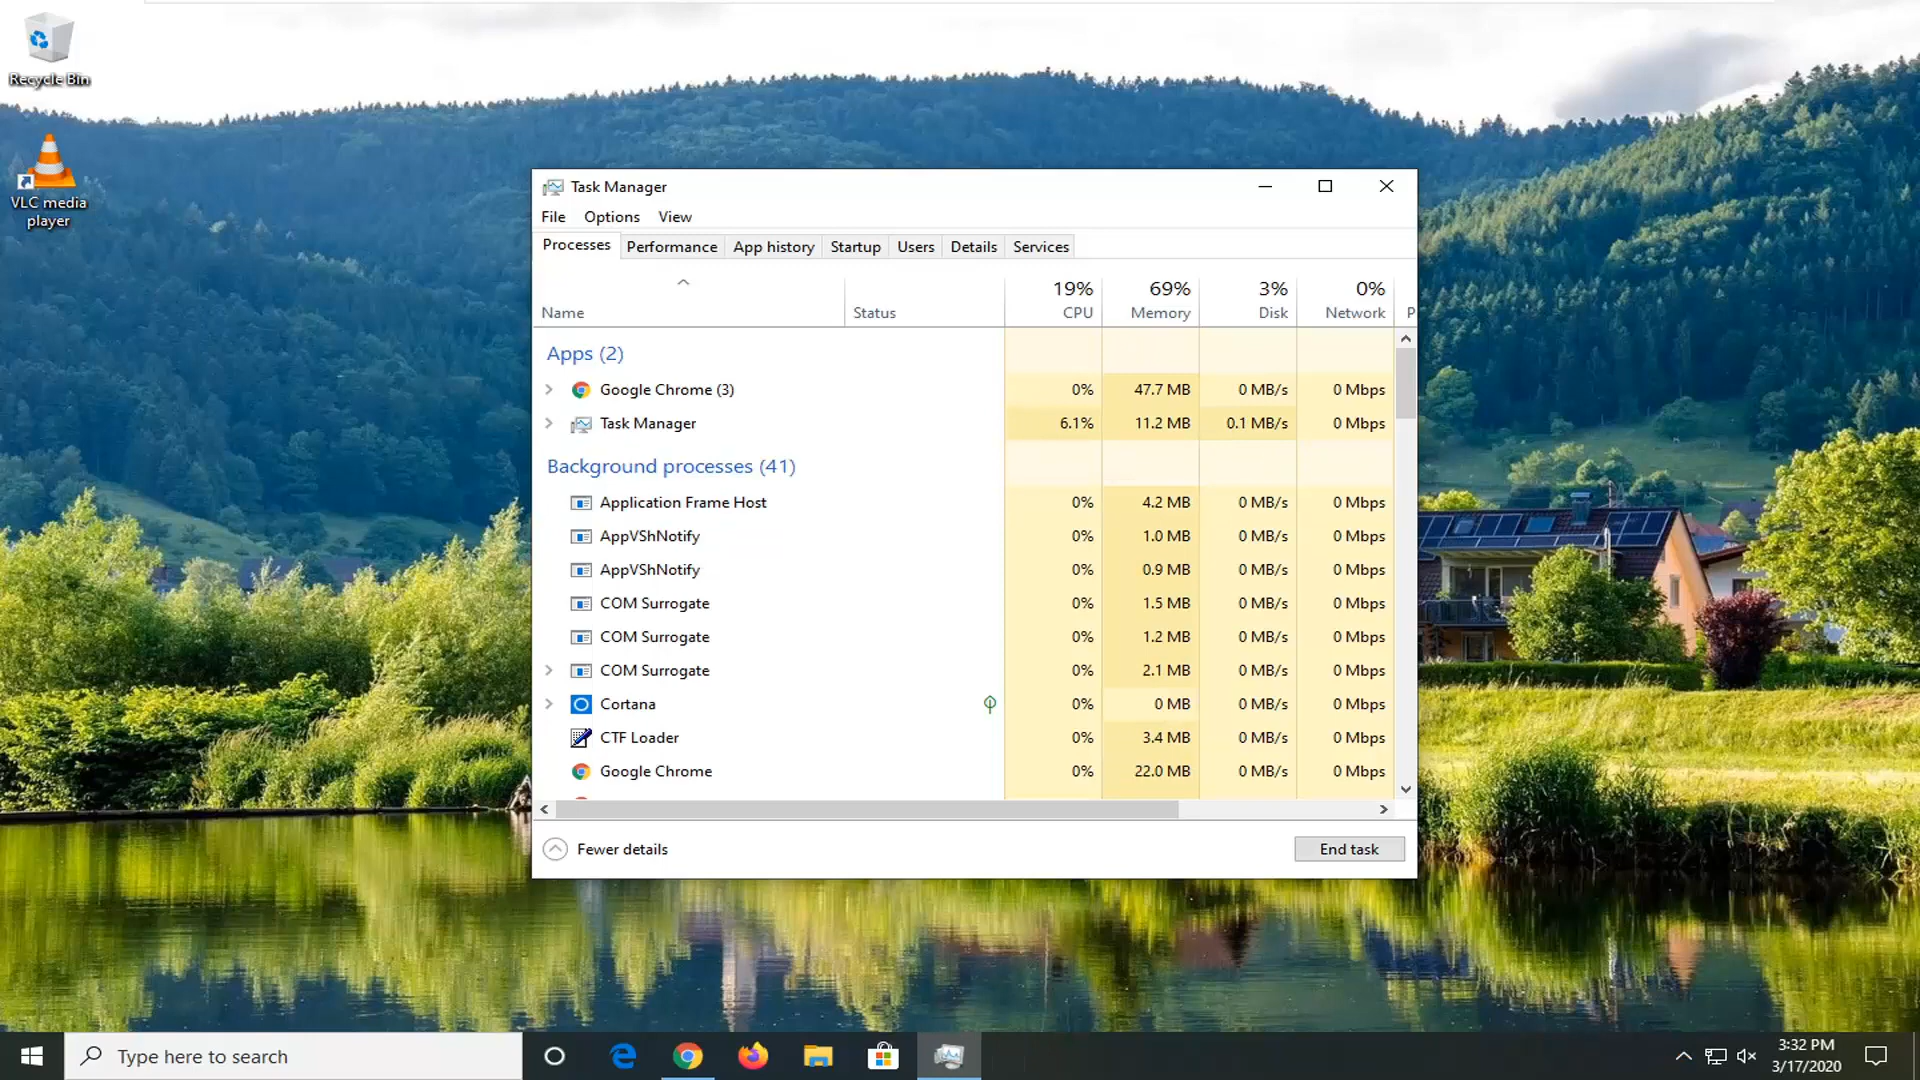 Recycle Bin
VLC media
player
Task Manager
File Options View
Processes Performance App history Startup Users Details Services
19% 69% 3% 0%
Name Status CPU Memory Disk Network P
Apps (2)
Google Chrome (3) 0% 47.7 MB 0 MB/s 0 Mbps
Task Manager 6.1% 11.2 MB 0.1 MB/s 0 Mbps
Background processes (41)
Application Frame Host 0% 4.2 MB 0 MB/s 0 Mbps
AppVShNotify 0% 1.0 MB 0 MB/s 0 Mbps
AppVShNotify 0% 0.9 MB 0 MB/s 0 Mbps
COM Surrogate 0% 1.5 MB 0 MB/s 0 Mbps
COM Surrogate 0% 1.2 MB 0 MB/s 0 Mbps
COM Surrogate 0% 2.1 MB 0 MB/s 0 Mbps
Cortana 0% 0 MB 0 MB/s 0 Mbps
CTF Loader 0% 3.4 MB 0 MB/s 0 Mbps
Google Chrome 0% 22.0 MB 0 MB/s 0 Mbps
Fewer details End task
Type here to search
3:32 PM
3/17/2020